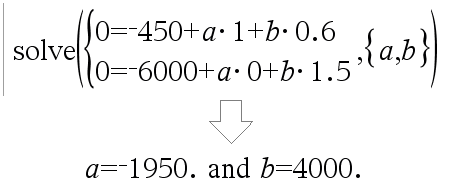 solve({0=⁻450+a·1+b·0.6
0=⁻6000+a·0+b·1.5 ,{a,b})
a=⁻1950. and b=4000.